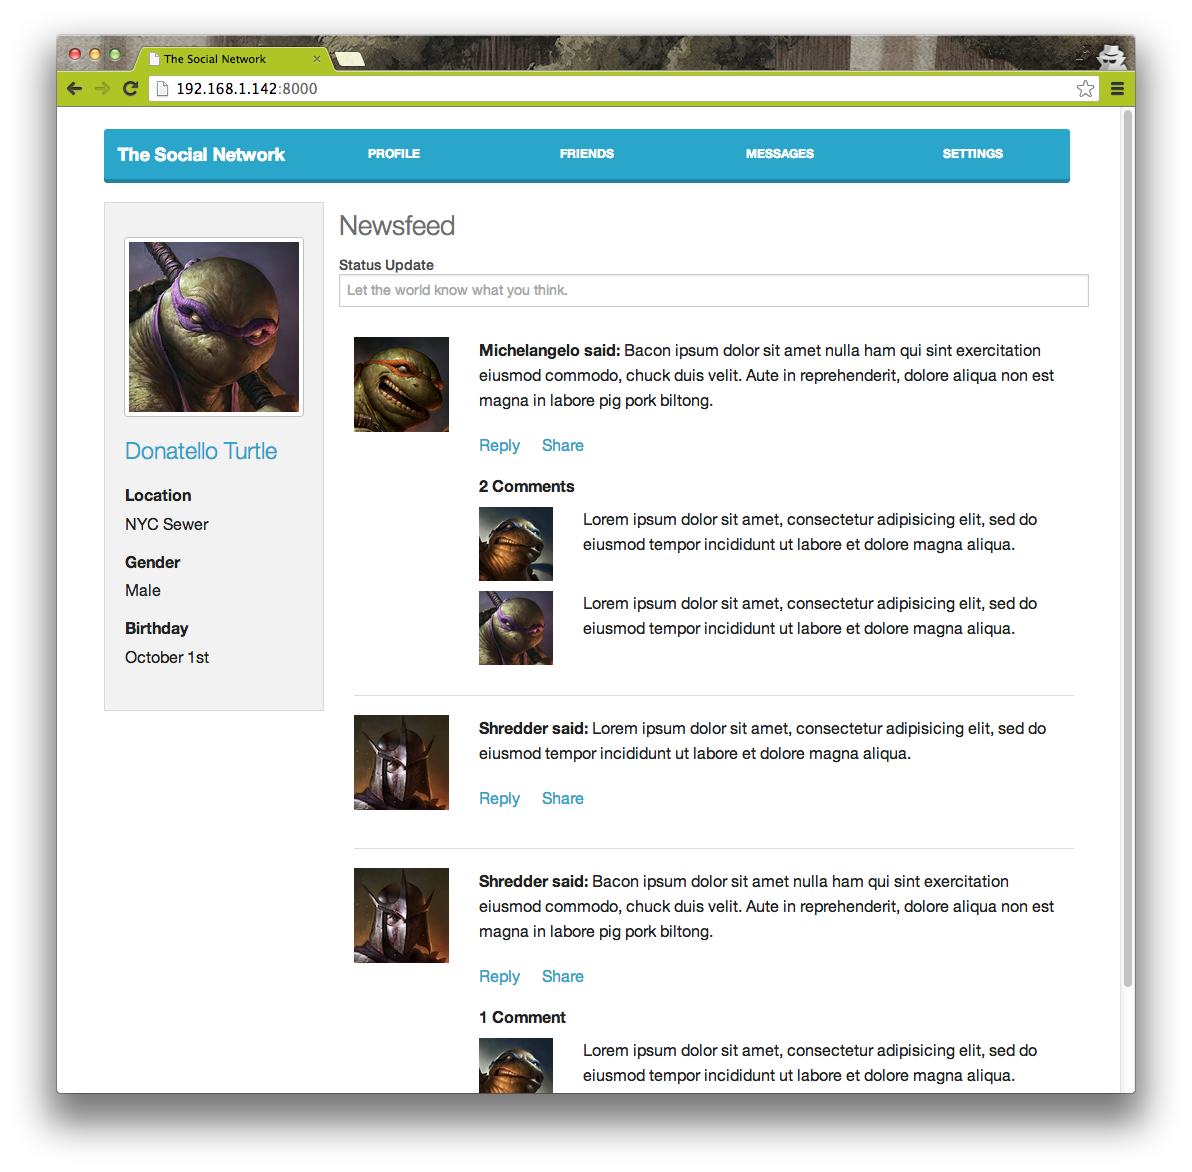 The Social Network
192.168.1.142:8000
The Social Network PROFILE FRIENDS MESSAGES SETTINGS
Donatello Turtle
Location
NYC Sewer
Gender
Male
Birthday
October 1st
Newsfeed
Status Update
Let the world know what you think.
Michelangelo said: Bacon ipsum dolor sit amet nulla ham qui sint exercitation
eiusmod commodo, chuck duis velit. Aute in reprehenderit, dolore aliqua non est
magna in labore pig pork biltong.
Reply Share
2 Comments
Lorem ipsum dolor sit amet, consectetur adipisicing elit, sed do
eiusmod tempor incididunt ut labore et dolore magna aliqua.
Lorem ipsum dolor sit amet, consectetur adipisicing elit, sed do
eiusmod tempor incididunt ut labore et dolore magna aliqua.
Shredder said: Lorem ipsum dolor sit amet, consectetur adipisicing elit, sed do
eiusmod tempor incididunt ut labore et dolore magna aliqua.
Reply Share
Shredder said: Bacon ipsum dolor sit amet nulla ham qui sint exercitation
eiusmod commodo, chuck duis velit. Aute in reprehenderit, dolore aliqua non est
magna in labore pig pork biltong.
Reply Share
1 Comment
Lorem ipsum dolor sit amet, consectetur adipisicing elit, sed do
eiusmod tempor incididunt ut labore et dolore magna aliqua.